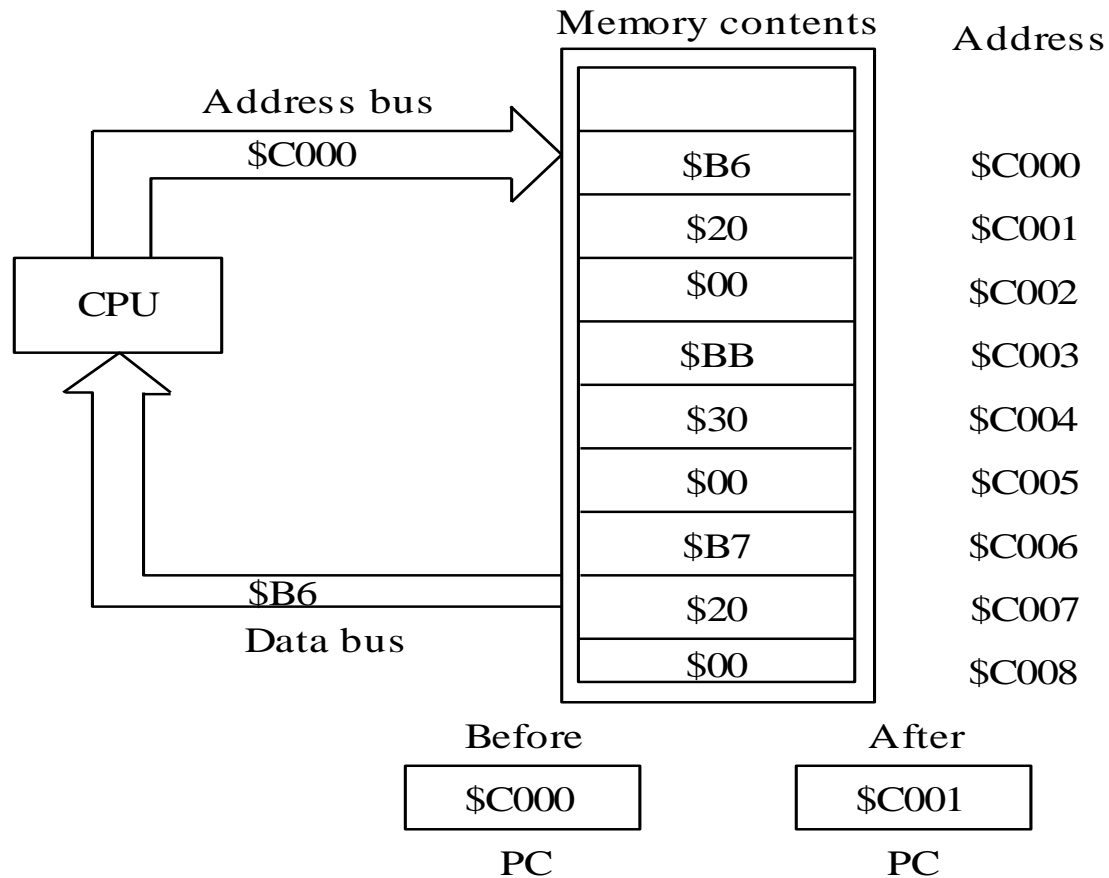 Memory contents
Address
Address bus
$C000
$B6 $C000
$20 $C001
CPU
$00 $C002
$BB $C003
$30 $C004
$00 $C005
$B7 $C006
$B6
$20 $C007
Data bus
$00 $C008
Before After
$C000 $C001
PC PC